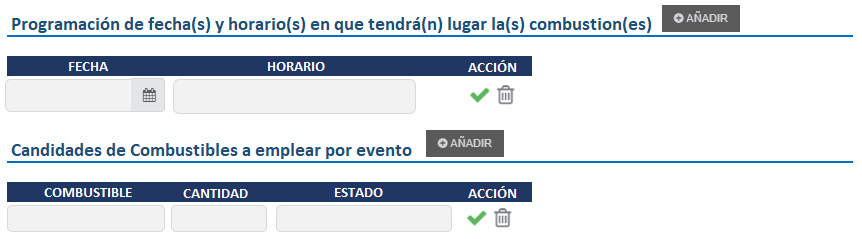 Programación de fecha(s) y horario(s) en que tendrá(n) lugar la(s) combustion(es) AÑADIR
FECHA HORARIO ACCIÓN
Candidades de Combustibles a emplear por evento AÑADIR
COMBUSTIBLE CANTIDAD ESTADO ACCIÓN